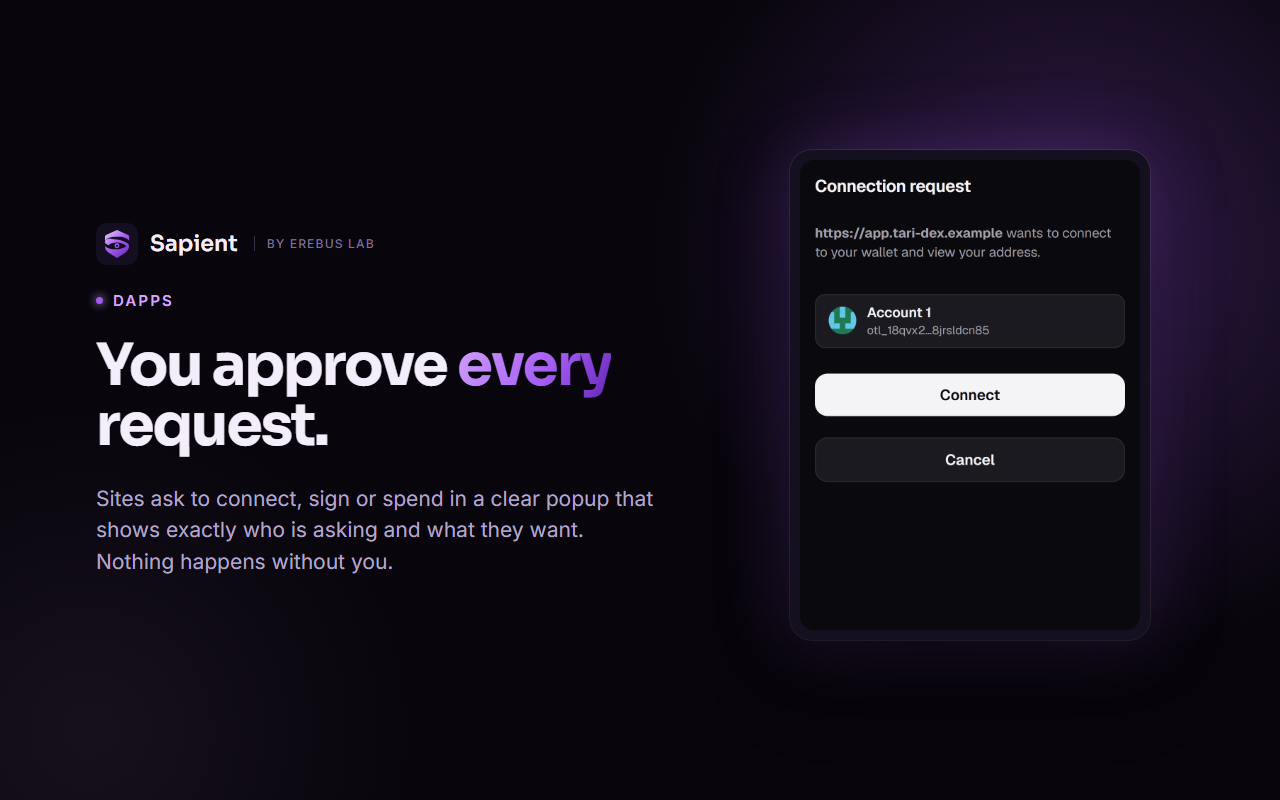 Sapient
BY EREBUS LAB
DAPPS
You approve every
request.
Sites ask to connect, sign or spend in a clear popup that
shows exactly who is asking and what they want.
Nothing happens without you.
Connection request
https://app.tari-dex.example wants to connect
to your wallet and view your address.
Account 1
otl_18qvx2…8jrsldcn85
Connect
Cancel